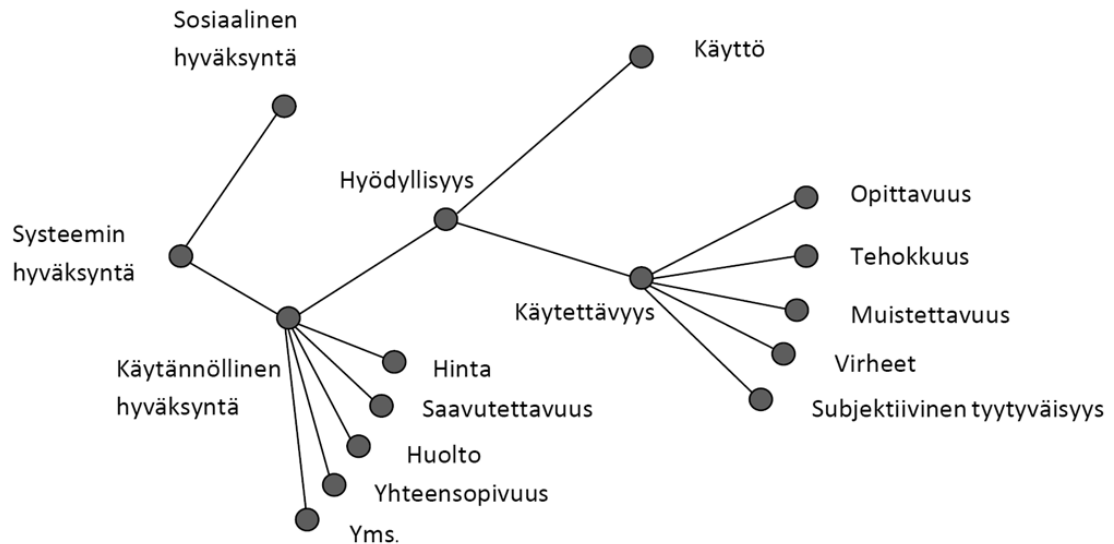 Sosiaalinen
hyväksyntä
Käyttö
Hyödyllisyys
Opittavuus
Systeemin
hyväksyntä
Tehokkuus
Käytettävyys
Muistettavuus
Virheet
Käytännöllinen
hyväksyntä
Hinta
Saavutettavuus
Subjektiivinen tyytyväisyys
Huolto
Yhteensopivuus
Yms.